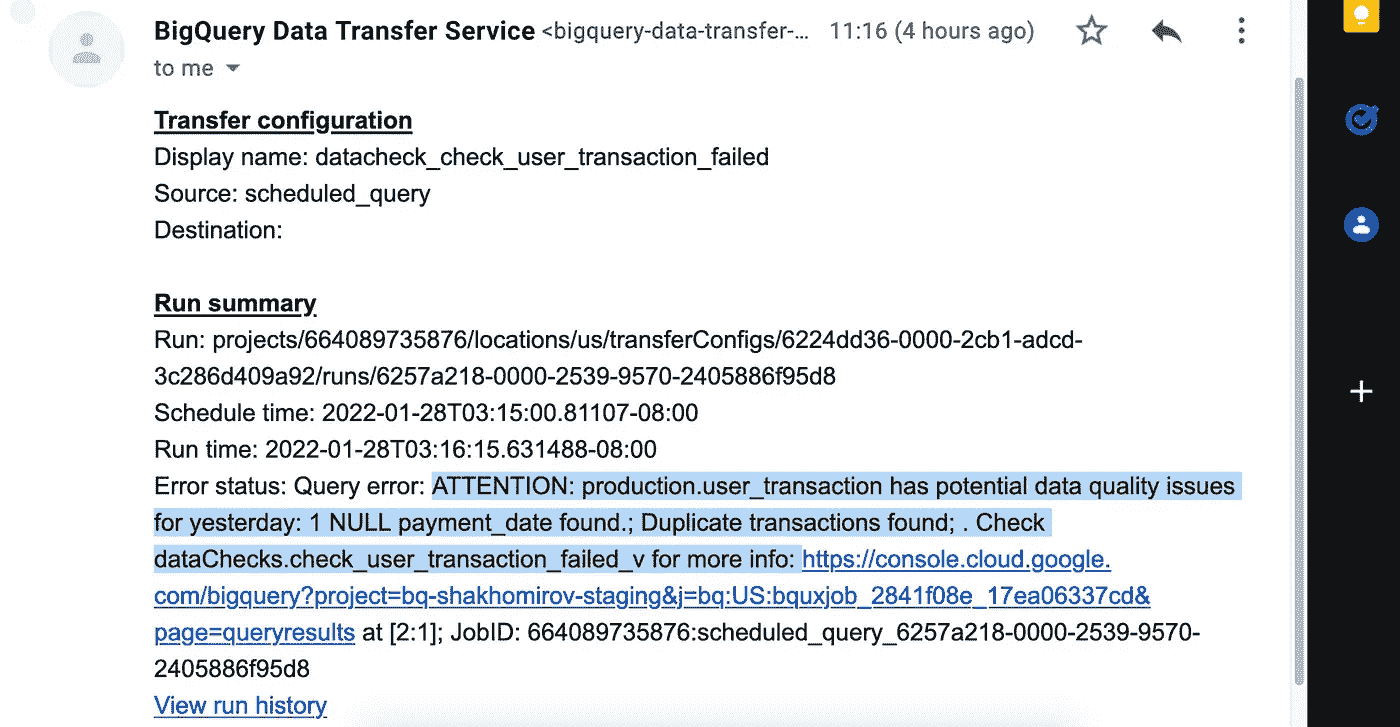 BigQuery Data Transfer Service <bigquery-data-transfer-... 11:16 (4 hours ago)
to me
Transfer configuration
Display name: datacheck_check_user_transaction_failed
Source: scheduled_query
Destination:
Run summary
Run: projects/664089735876/locations/us/transferConfigs/6224dd36-0000-2cb1-adcd-
3c286d409a92/runs/6257a218-0000-2539-9570-2405886f95d8
Schedule time: 2022-01-28T03:15:00.81107-08:00
Run time: 2022-01-28T03:16:15.631488-08:00
Error status: Query error: ATTENTION: production.user_transaction has potential data quality issues
for yesterday: 1 NULL payment_date found.; Duplicate transactions found; . Check
dataChecks.check_user_transaction_failed_v for more info: https://console.cloud.google.
com/bigquery?project=bq-shakhomirov-staging&j=bq:US:bquxjob_2841f08e_17ea06337cd&
page=queryresults at [2:1]; JobID: 664089735876:scheduled_query_6257a218-0000-2539-9570-
2405886f95d8
View run history